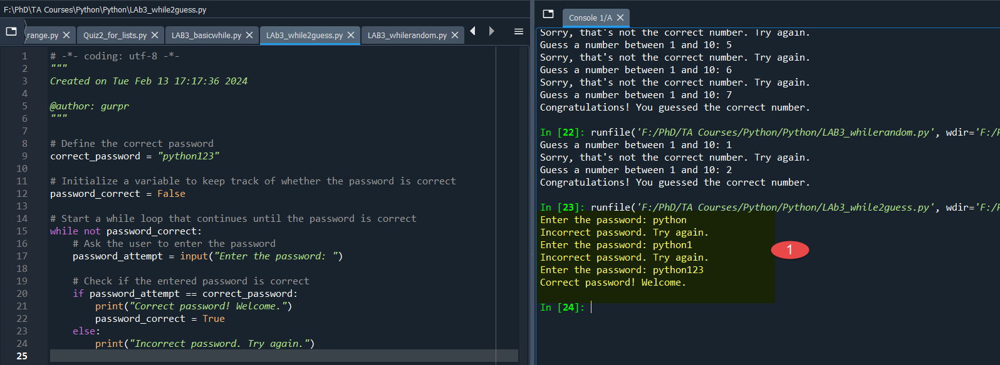 F:\PhD\TA Courses\Python\Python\LAb3_while2guess.py
range.py Quiz2_for_lists.py LAB3_basicwhile.py LAb3_while2guess.py LAB3_whilerandom.py
1 # -*- coding: utf-8 -*-
2 """
3 Created on Tue Feb 13 17:17:36 2024
4
5 @author: gurpr
6 """
7
8 # Define the correct password
9 correct_password = "python123"
10
11 # Initialize a variable to keep track of whether the password is correct
12 password_correct = False
13
14 # Start a while loop that continues until the password is correct
15 while not password_correct:
16     # Ask the user to enter the password
17     password_attempt = input("Enter the password: ")
18
19     # Check if the entered password is correct
20     if password_attempt == correct_password:
21         print("Correct password! Welcome.")
22         password_correct = True
23     else:
24         print("Incorrect password. Try again.")
25
Console 1/A
Sorry, that's not the correct number. Try again.
Guess a number between 1 and 10: 5
Sorry, that's not the correct number. Try again.
Guess a number between 1 and 10: 6
Sorry, that's not the correct number. Try again.
Guess a number between 1 and 10: 7
Congratulations! You guessed the correct number.
In [22]: runfile('F:/PhD/TA Courses/Python/Python/LAB3_whilerandom.py', wdir='F:/P
Guess a number between 1 and 10: 1
Sorry, that's not the correct number. Try again.
Guess a number between 1 and 10: 2
Congratulations! You guessed the correct number.
In [23]: runfile('F:/PhD/TA Courses/Python/Python/LAb3_while2guess.py', wdir='F:/P
Enter the password: python
Incorrect password. Try again.
Enter the password: python1
Incorrect password. Try again.
Enter the password: python123
Correct password! Welcome.
1
In [24]: